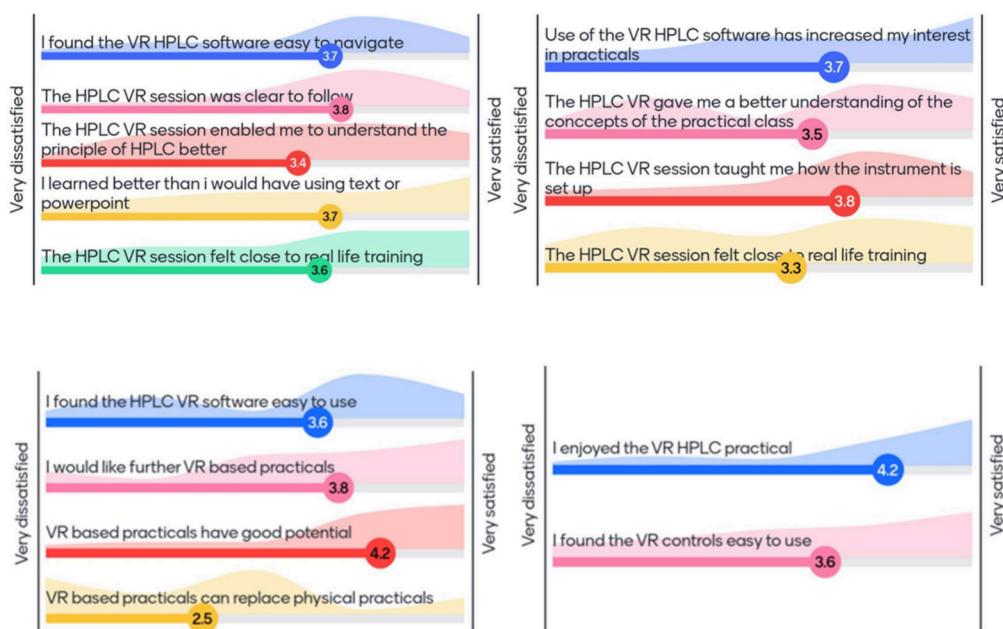 Very dissatisfied
I found the VR HPLC software easy to navigate
3.7
The HPLC VR session was clear to follow
3.8
The HPLC VR session enabled me to understand the
principle of HPLC better
3.4
I learned better than i would have using text or
powerpoint
3.7
The HPLC VR session felt close to real life training
3.6
Very satisfied
Very dissatisfied
Use of the VR HPLC software has increased my interest
in practicals
3.7
The HPLC VR gave me a better understanding of the
conccepts of the practical class
3.5
The HPLC VR session taught me how the instrument is
set up
3.8
The HPLC VR session felt close to real life training
3.3
Very satisfied
Very dissatisfied
I found the HPLC VR software easy to use
3.6
I would like further VR based practicals
3.8
VR based practicals have good potential
4.2
VR based practicals can replace physical practicals
2.5
Very satisfied
Very dissatisfied
I enjoyed the VR HPLC practical
4.2
I found the VR controls easy to use
3.6
Very satisfied